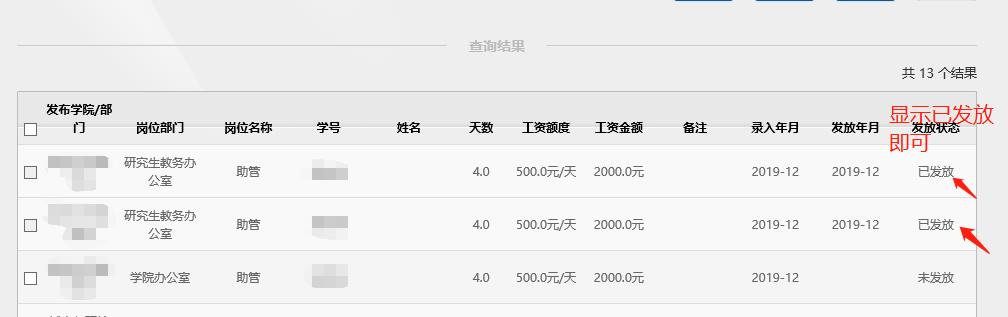 查询结果
共 13 个结果
显示已发放
即可
发布学院/部
门 岗位部门 岗位名称 学号 姓名 天数 工资额度 工资金额 备注 录入年月 发放年月 发放状态
研究生教务办
公室 助管 4.0 500.0元/天 2000.0元 2019-12 2019-12 已发放
研究生教务办
公室 助管 4.0 500.0元/天 2000.0元 2019-12 2019-12 已发放
学院办公室 助管 4.0 500.0元/天 2000.0元 2019-12 未发放